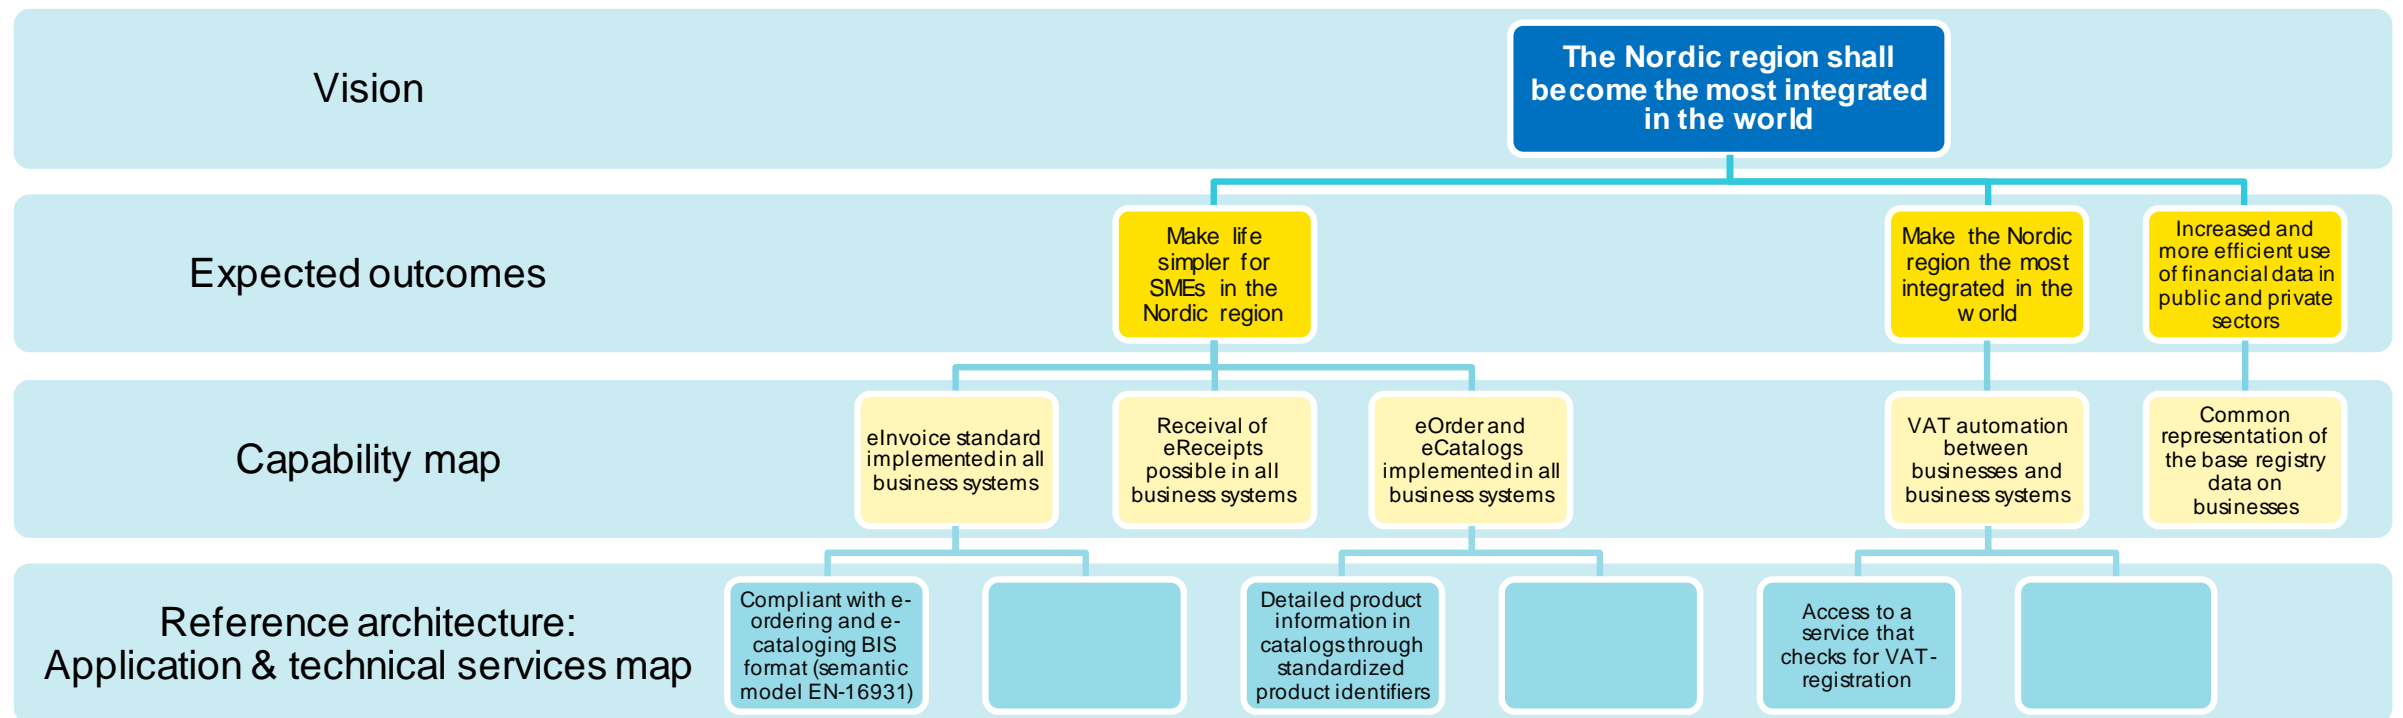 Vision
The Nordic region shall
become the most integrated
in the world
Expected outcomes
Make life
simpler for
SMEs in the
Nordic region
Make the Nordic
region the most
integrated in the
world
Increased and
more efficient use
of financial data in
public and private
sectors
Capability map
eInvoice standard
implemented in all
business systems
Receival of
eReceipts
possible in all
business systems
eOrder and
eCatalogs
implemented in all
business systems
VAT automation
between
businesses and
business systems
Common
representation of
the base registry
data on
businesses
Reference architecture:
Application & technical services map
Compliant with e-
ordering and e-
cataloging BIS
format (semantic
model EN-16931)
Detailed product
information in
catalogs through
standardized
product identifiers
Access to a
service that
checks for VAT-
registration